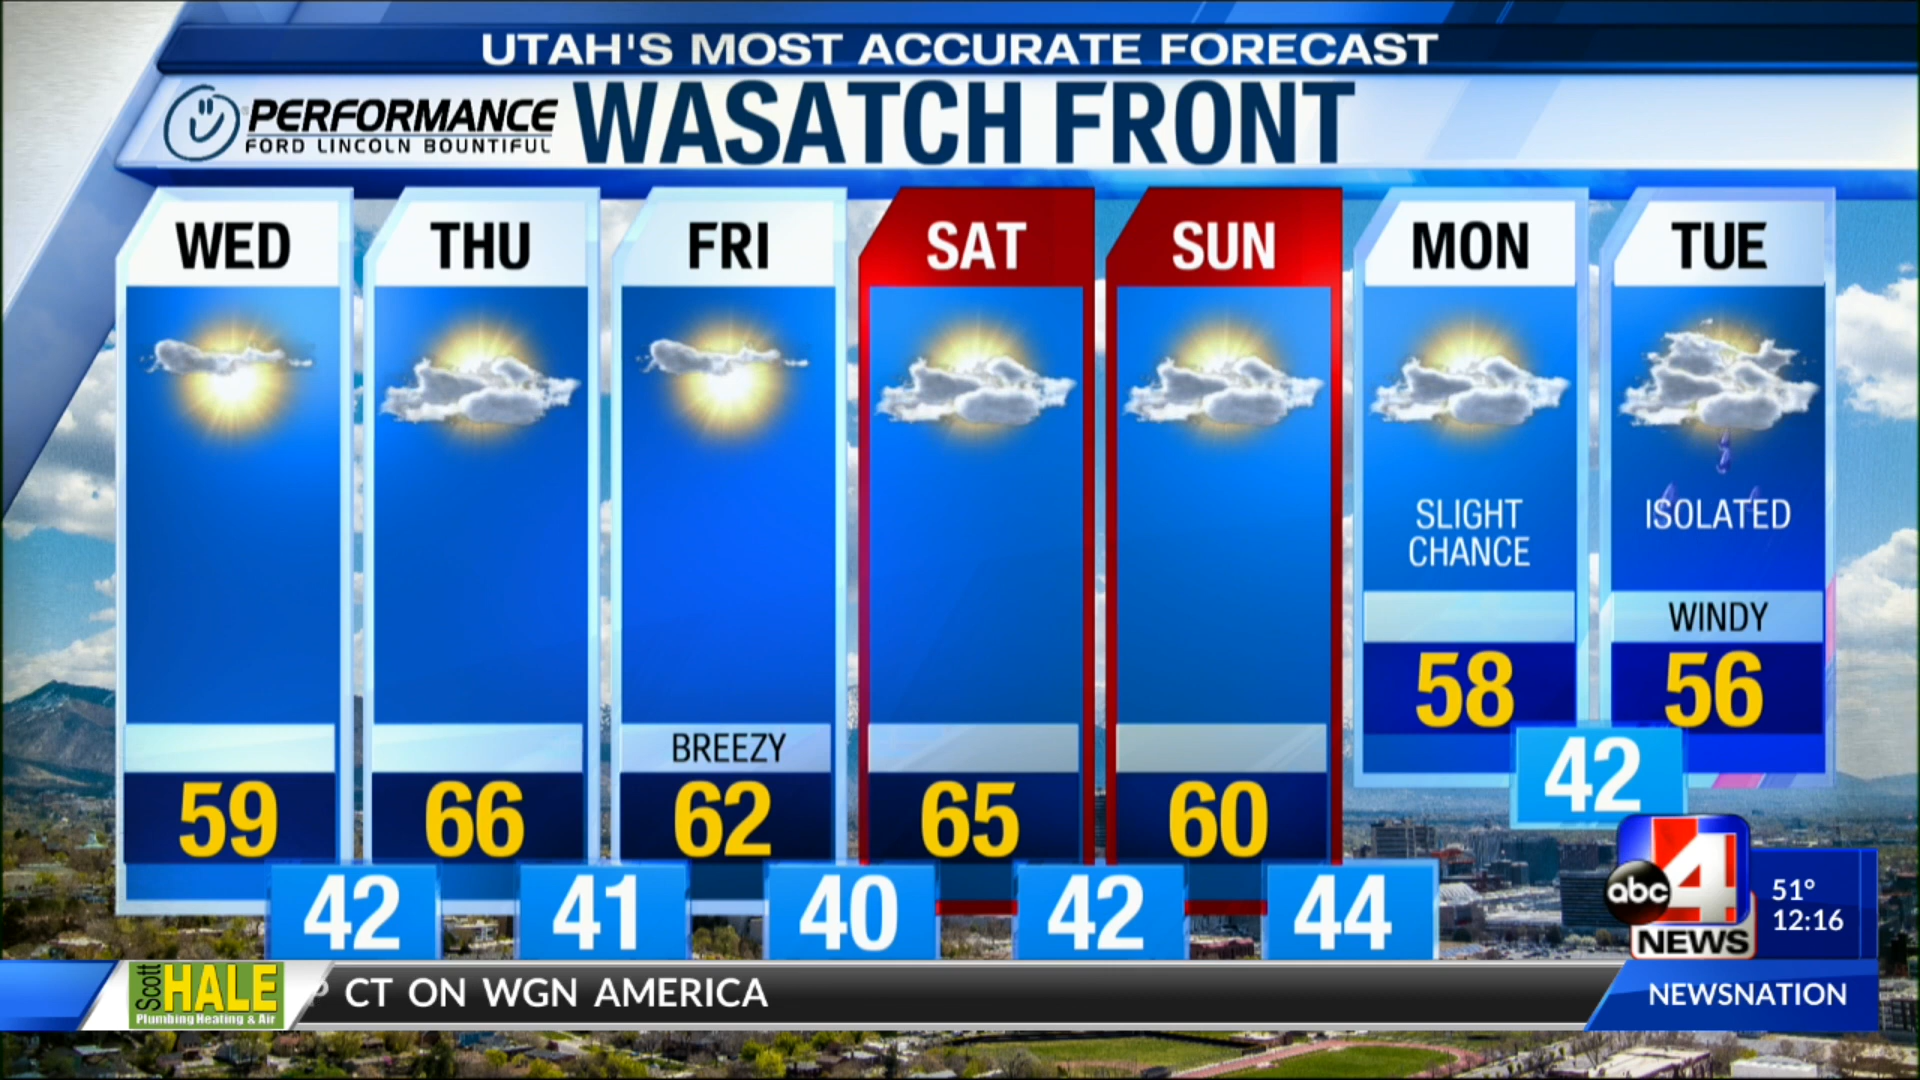 UTAH'S MOST ACCURATE FORECAST
PERFORMANCE
FORD LINCOLN BOUNTIFUL
WASATCH FRONT
WED THU FRI SAT SUN MON TUE
SLIGHT
CHANCE
ISOLATED
WINDY
58 56
BREEZY
42
59 66 62 65 60
42 41 40 42 44
abc 4
NEWS
51°
12:16
Scott
HALE
Plumbing Heating & Air
P CT ON WGN AMERICA
NEWSNATION